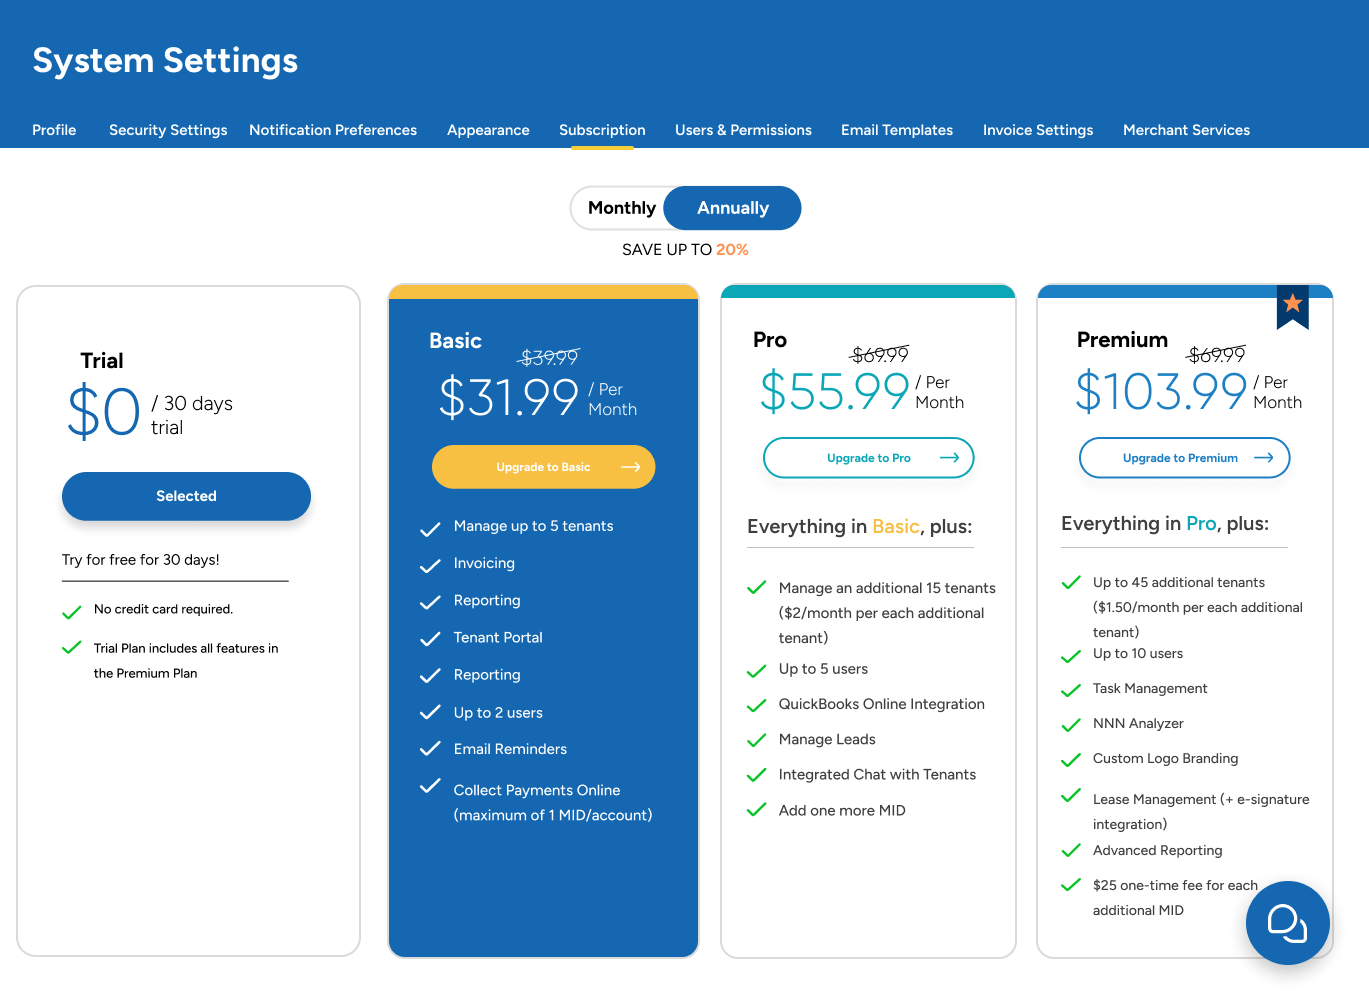 System Settings
Profile
Security Settings
Notification Preferences
Appearance
Subscription
Users & Permissions
Email Templates
Invoice Settings
Merchant Services
Monthly
Annually
SAVE UP TO 20%
Trial
$0
/ 30 days
trial
Selected
Try for free for 30 days!
No credit card required.
Trial Plan includes all features in
the Premium Plan
Basic
$39.99
$31.99
/ Per
Month
Upgrade to Basic
Manage up to 5 tenants
Invoicing
Reporting
Tenant Portal
Reporting
Up to 2 users
Email Reminders
Collect Payments Online
(maximum of 1 MID/account)
Pro
$69.99
$55.99
/ Per
Month
Upgrade to Pro
Everything in Basic, plus:
Manage an additional 15 tenants
($2/month per each additional
tenant)
Up to 5 users
QuickBooks Online Integration
Manage Leads
Integrated Chat with Tenants
Add one more MID
Premium
$69.99
$103.99
/ Per
Month
Upgrade to Premium
Everything in Pro, plus:
Up to 45 additional tenants
($1.50/month per each additional
tenant)
Up to 10 users
Task Management
NNN Analyzer
Custom Logo Branding
Lease Management (+ e-signature
integration)
Advanced Reporting
$25 one-time fee for each
additional MID